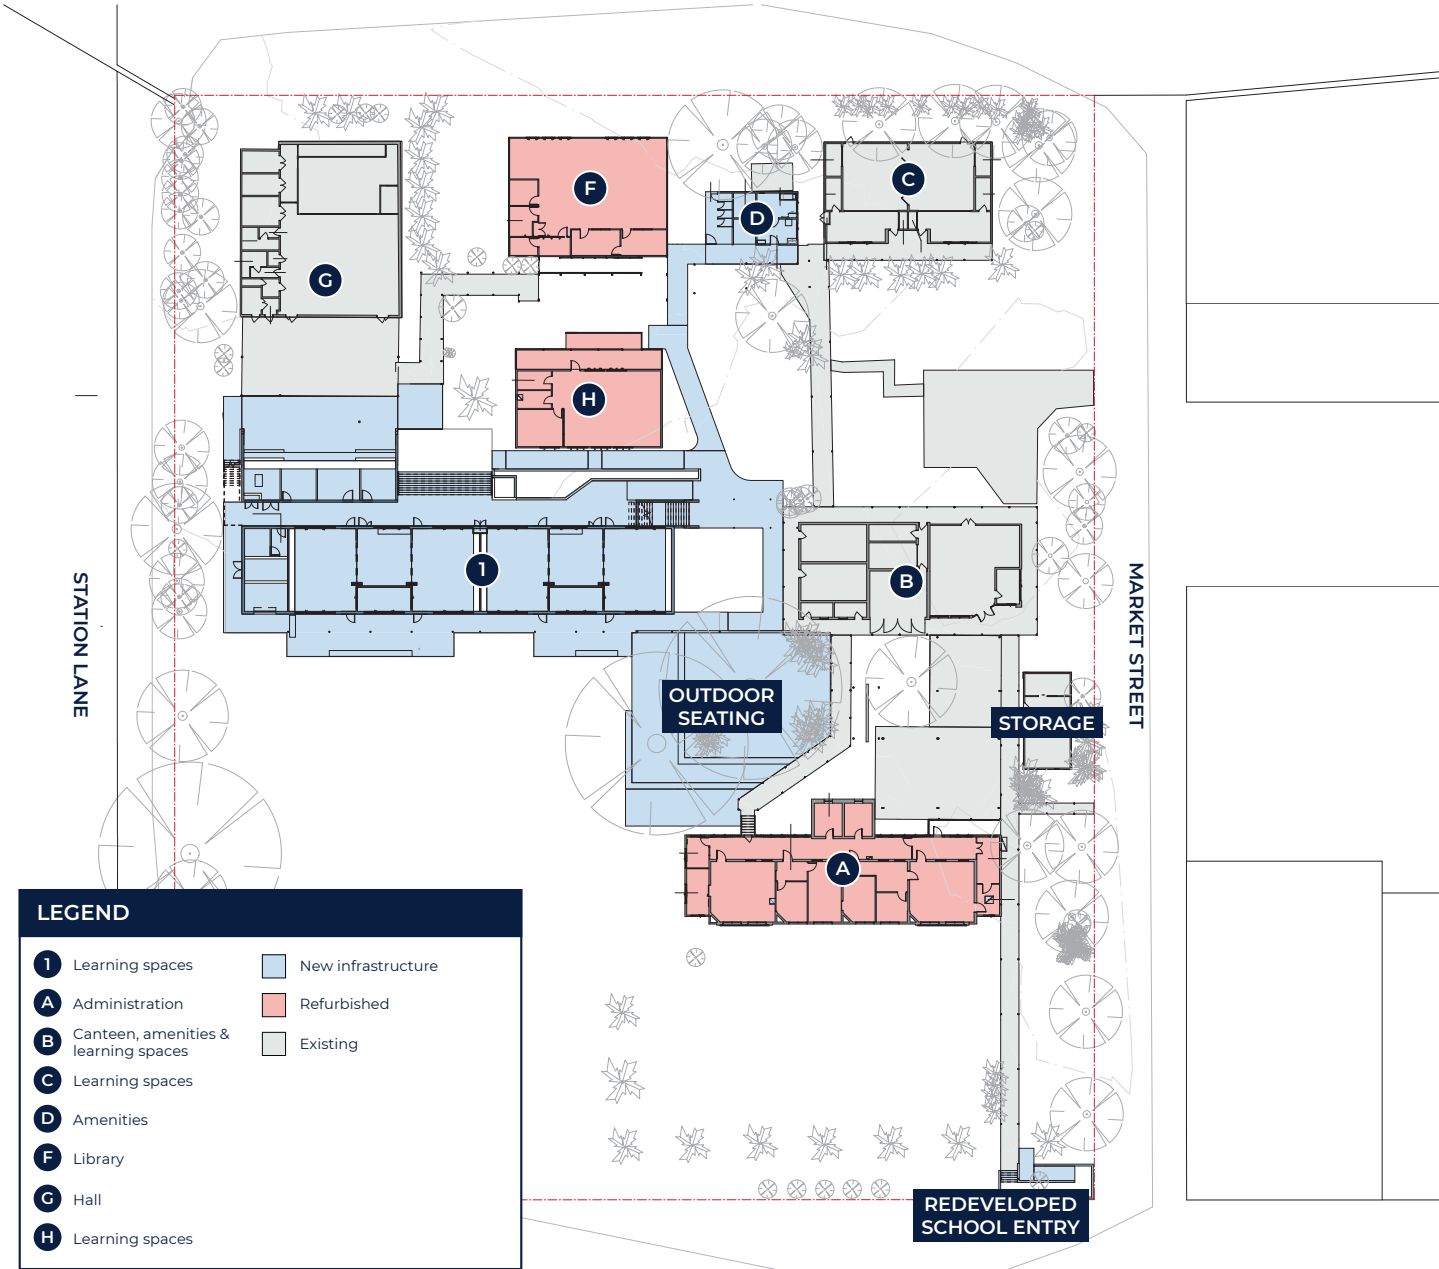 F
C
D
G
H
1
B
STATION LANE
MARKET STREET
OUTDOOR
SEATING
STORAGE
A
LEGEND
1 Learning spaces
A Administration
B Canteen, amenities &
learning spaces
C Learning spaces
D Amenities
F Library
G Hall
H Learning spaces
New infrastructure
Refurbished
Existing
REDEVELOPED
SCHOOL ENTRY